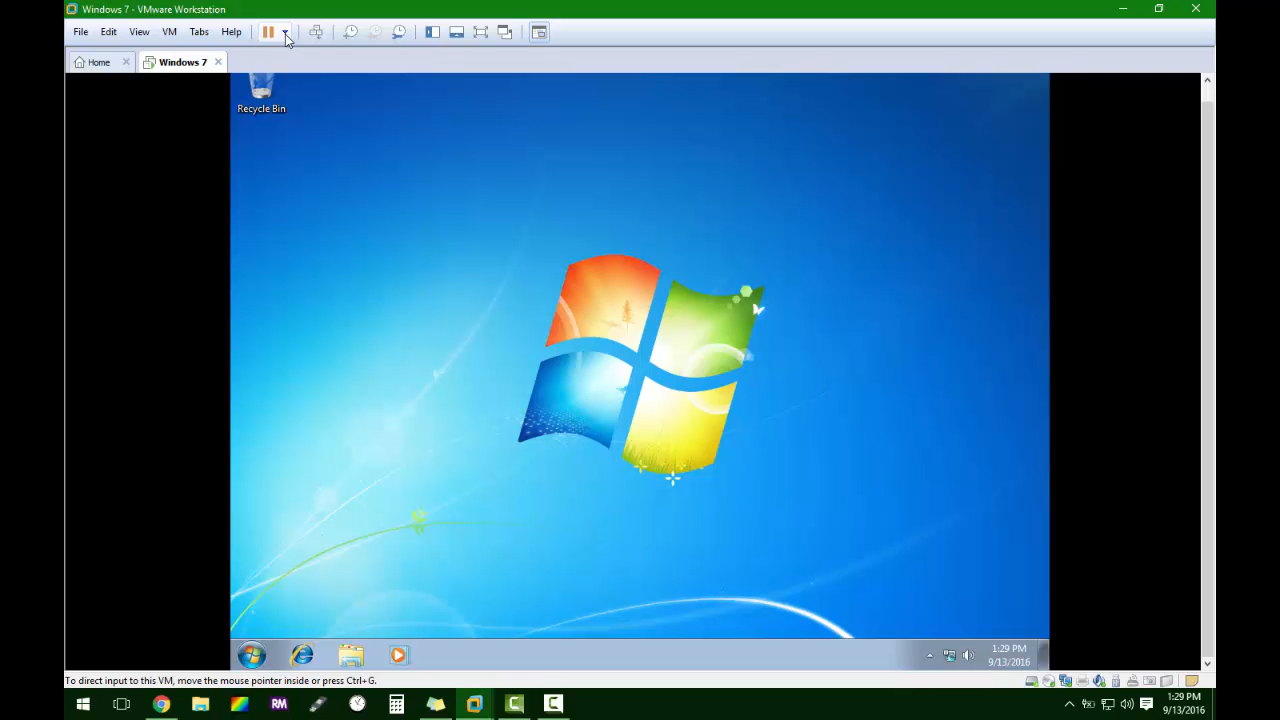 Windows 7 - VMware Workstation
File Edit View VM Tabs Help
Home Windows 7
Recycle Bin
1:29 PM
9/13/2016
To direct input to this VM, move the mouse pointer inside or press Ctrl+G.
RM
1:29 PM
9/13/2016